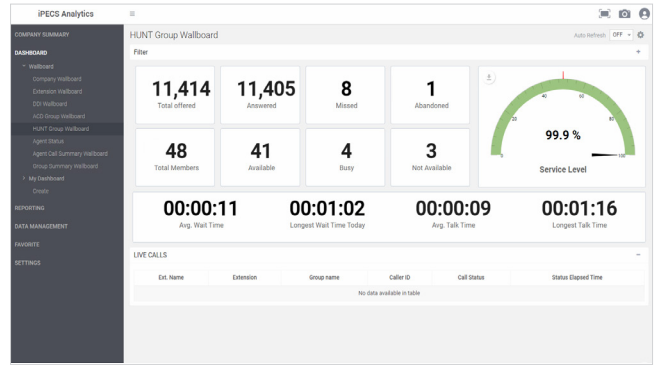 iPECS Analytics
COMPANY SUMMARY
DASHBOARD
Wallboard
Company Wallboard
Extension Wallboard
DDI Wallboard
ACD Group Wallboard
HUNT Group Wallboard
Agent Status
Agent Call Summary Wallboard
Group Summary Wallboard
My Dashboard
Create
REPORTING
DATA MANAGEMENT
FAVORITE
SETTINGS
HUNT Group Wallboard
Auto Refresh OFF
Filter
11,414 11,405 8 1
Total offered Answered Missed Abandoned
48 41 4 3
Total Members Available Busy Not Available
0 20 40 60 80 100
99.9 %
Service Level
00:00:11 00:01:02 00:00:09 00:01:16
Avg. Wait Time Longest Wait Time Today Avg. Talk Time Longest Talk Time
LIVE CALLS
Ext. Name Extension Group name Caller ID Call Status Status Elapsed Time
No data available in table